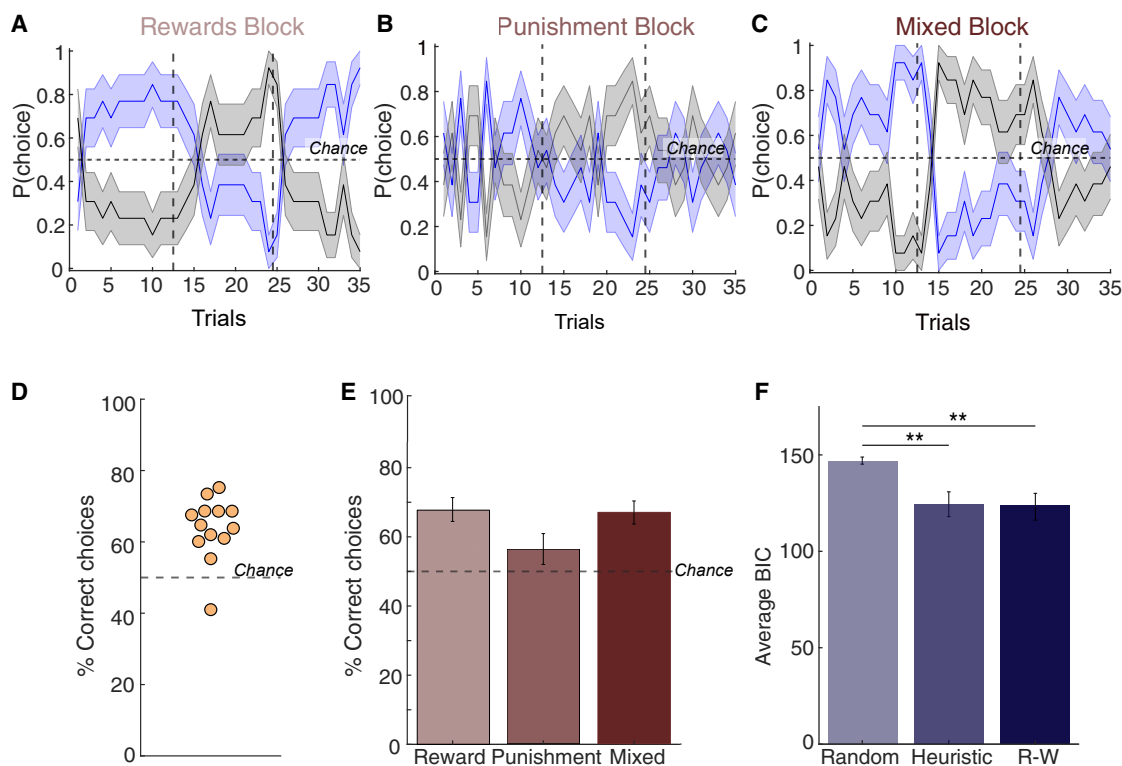 A
Rewards Block
P(choice)
1
0.8
0.6
0.4
0.2
0
Chance
0 5 10 15 20 25 30 35
Trials
B
Punishment Block
P(choice)
1
0.8
0.6
0.4
0.2
0
Chance
0 5 10 15 20 25 30 35
Trials
C
Mixed Block
P(choice)
1
0.8
0.6
0.4
0.2
0
Chance
0 5 10 15 20 25 30 35
Trials
D
% Correct choices
100
80
60
40
20
0
Chance
E
% Correct choices
100
80
60
40
20
0
Chance
Reward Punishment Mixed
F
Average BIC
150
100
50
0
**
**
Random Heuristic R-W